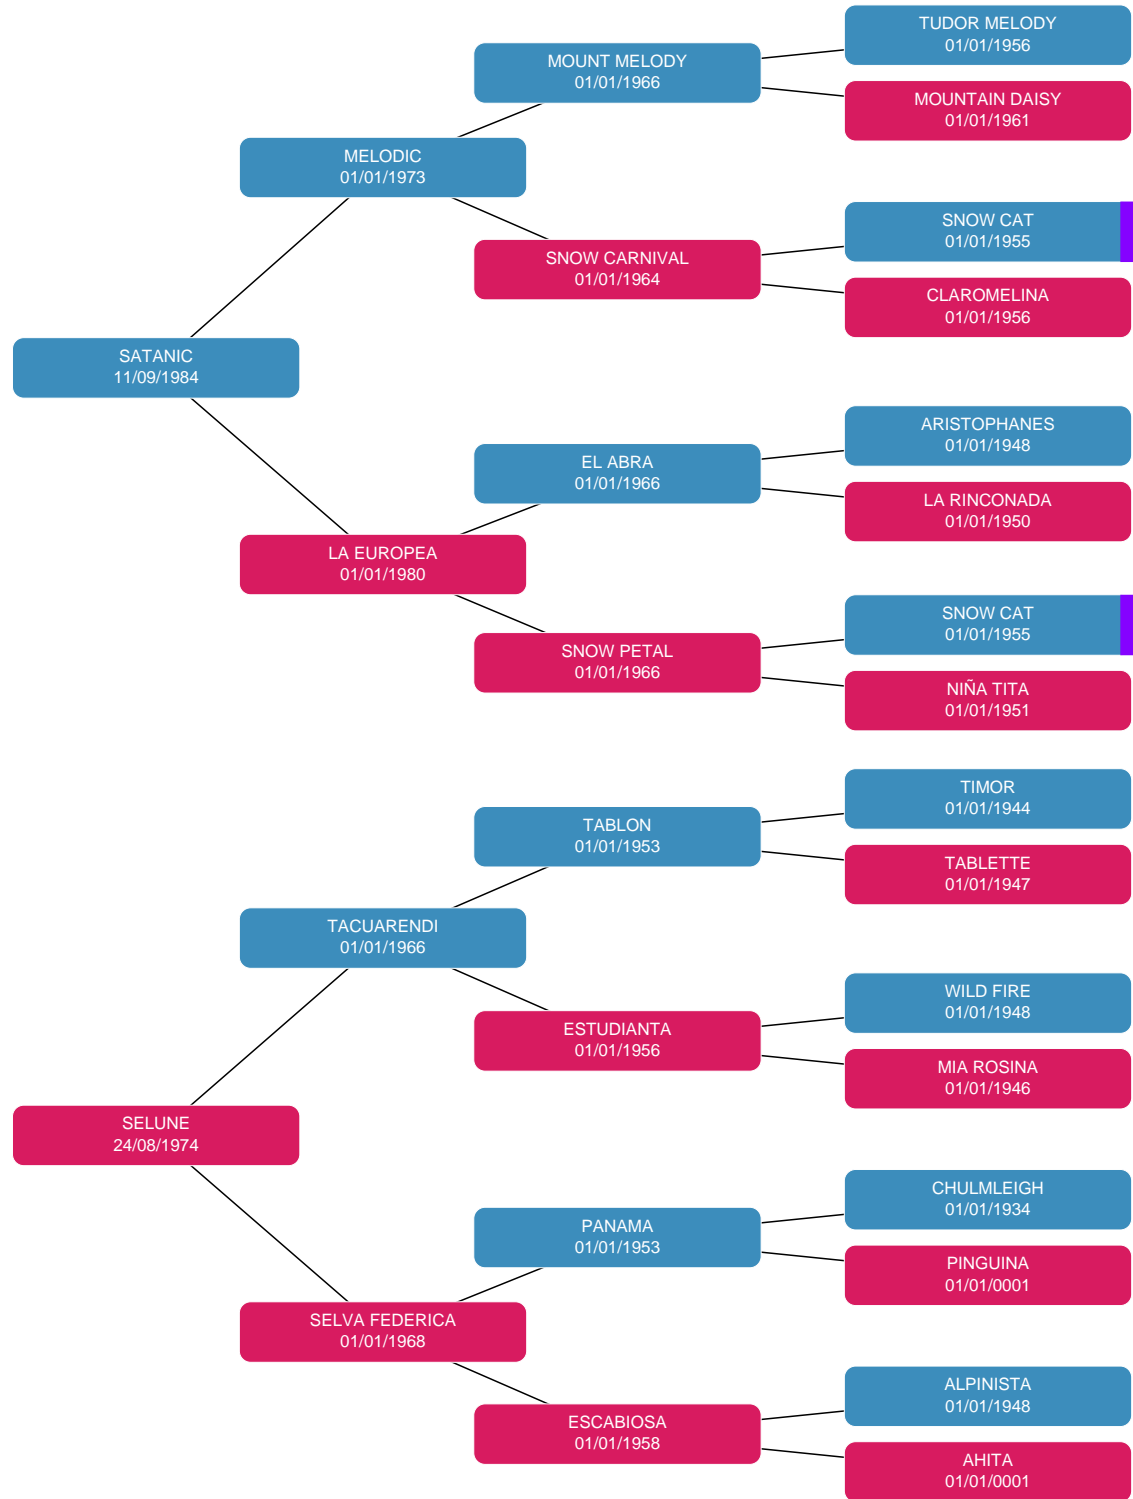 TUDOR MELODY
01/01/1956
MOUNT MELODY
01/01/1966
MOUNTAIN DAISY
01/01/1961
MELODIC
01/01/1973
SNOW CAT
01/01/1955
SNOW CARNIVAL
01/01/1964
CLAROMELINA
01/01/1956
SATANIC
11/09/1984
ARISTOPHANES
01/01/1948
EL ABRA
01/01/1966
LA RINCONADA
01/01/1950
LA EUROPEA
01/01/1980
SNOW CAT
01/01/1955
SNOW PETAL
01/01/1966
NIÑA TITA
01/01/1951
TIMOR
01/01/1944
TABLON
01/01/1953
TABLETTE
01/01/1947
TACUARENDI
01/01/1966
WILD FIRE
01/01/1948
ESTUDIANTA
01/01/1956
MIA ROSINA
01/01/1946
SELUNE
24/08/1974
CHULMLEIGH
01/01/1934
PANAMA
01/01/1953
PINGUINA
01/01/0001
SELVA FEDERICA
01/01/1968
ALPINISTA
01/01/1948
ESCABIOSA
01/01/1958
AHITA
01/01/0001